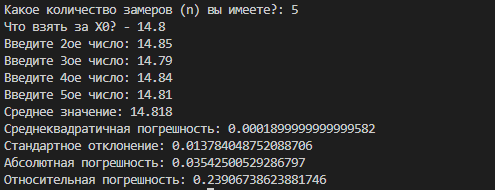 Какое количество замеров (n) вы имеете?: 5
Что взять за X0? - 14.8
Введите 2ое число: 14.85
Введите 3ое число: 14.79
Введите 4ое число: 14.84
Введите 5ое число: 14.81
Среднее значение: 14.818
Среднеквадратичная погрешность: 0.0001899999999999582
Стандартное отклонение: 0.013784048752088706
Абсолютная погрешность: 0.03542500529286797
Относительная погрешность: 0.23906738623881746